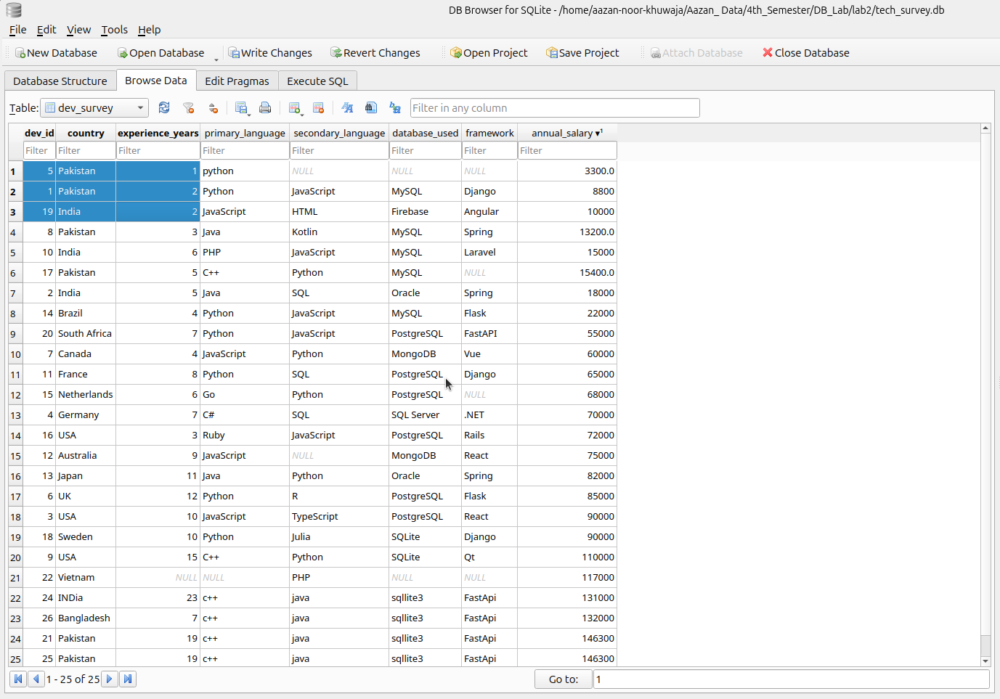 DB Browser for SQLite - /home/aazan-noor-khuwaja/Aazan_ Data/4th_Semester/DB_Lab/lab2/tech_survey.db
File Edit View Tools Help
New Database Open Database Write Changes Revert Changes Open Project Save Project Attach Database Close Database
Database Structure Browse Data Edit Pragmas Execute SQL
Table: dev_survey Filter in any column
dev_id country experience_years primary_language secondary_language database_used framework annual_salary ▾1
Filter Filter Filter Filter Filter Filter Filter Filter
1 5 Pakistan 1 python NULL NULL NULL 3300.0
2 1 Pakistan 2 Python JavaScript MySQL Django 8800
3 19 India 2 JavaScript HTML Firebase Angular 10000
4 8 Pakistan 3 Java Kotlin MySQL Spring 13200.0
5 10 India 6 PHP JavaScript MySQL Laravel 15000
6 17 Pakistan 5 C++ Python MySQL NULL 15400.0
7 2 India 5 Java SQL Oracle Spring 18000
8 14 Brazil 4 Python JavaScript MySQL Flask 22000
9 20 South Africa 7 Python JavaScript PostgreSQL FastAPI 55000
10 7 Canada 4 JavaScript Python MongoDB Vue 60000
11 11 France 8 Python SQL PostgreSQL Django 65000
12 15 Netherlands 6 Go Python PostgreSQL NULL 68000
13 4 Germany 7 C# SQL SQL Server .NET 70000
14 16 USA 3 Ruby JavaScript PostgreSQL Rails 72000
15 12 Australia 9 JavaScript NULL MongoDB React 75000
16 13 Japan 11 Java Python Oracle Spring 82000
17 6 UK 12 Python R PostgreSQL Flask 85000
18 3 USA 10 JavaScript TypeScript PostgreSQL React 90000
19 18 Sweden 10 Python Julia SQLite Django 90000
20 9 USA 15 C++ Python SQLite Qt 110000
21 22 Vietnam NULL NULL PHP NULL NULL 117000
22 24 INDia 23 c++ java sqllite3 FastApi 131000
23 26 Bangladesh 7 c++ java sqllite3 FastApi 132000
24 21 Pakistan 19 c++ java sqllite3 FastApi 146300
25 25 Pakistan 19 c++ java sqllite3 FastApi 146300
1 - 25 of 25 Go to: 1